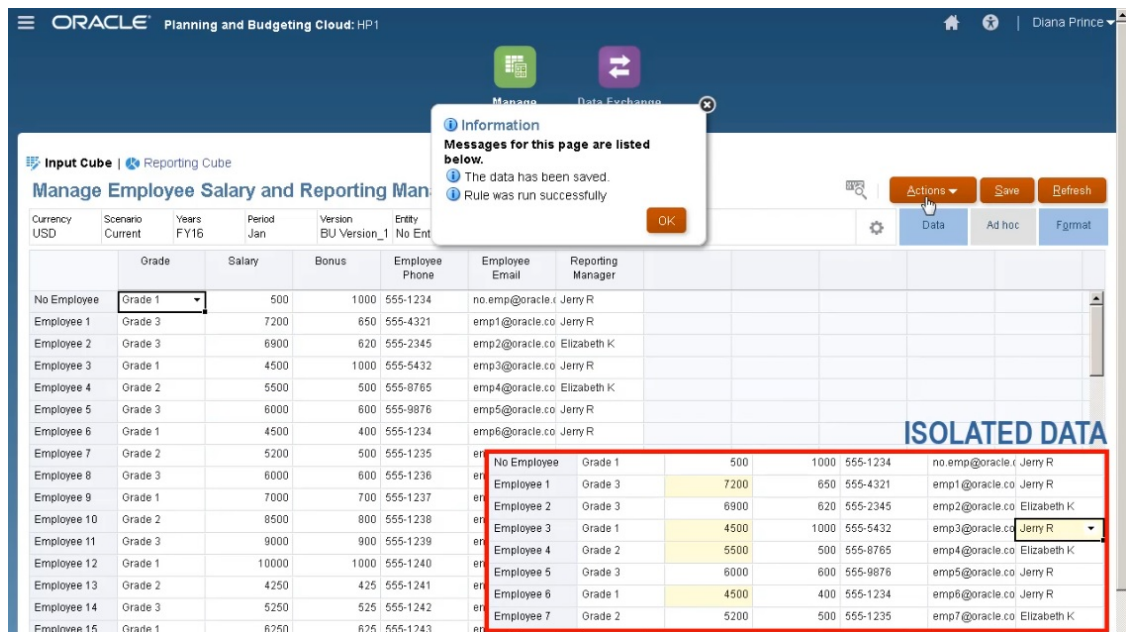 ORACLE Planning and Budgeting Cloud: HP1 Diana Prince
Manage Data Exchange
Information
Messages for this page are listed below.
The data has been saved.
Rule was run successfully
OK
Input Cube | Reporting Cube
Manage Employee Salary and Reporting Man
Actions Save Refresh
Currency Scenario Years Period Version Entity
USD Current FY16 Jan BU Version_1 No Ent
Data Ad hoc Format
Grade Salary Bonus Employee Phone Employee Email Reporting Manager
No Employee Grade 1 500 1000 555-1234 no.emp@oracle.c Jerry R
Employee 1 Grade 3 7200 650 555-4321 emp1@oracle.co Jerry R
Employee 2 Grade 3 6900 620 555-2345 emp2@oracle.co Elizabeth K
Employee 3 Grade 1 4500 1000 555-5432 emp3@oracle.co Jerry R
Employee 4 Grade 2 5500 500 555-8765 emp4@oracle.co Elizabeth K
Employee 5 Grade 3 6000 600 555-9876 emp5@oracle.co Jerry R
Employee 6 Grade 1 4500 400 555-1234 emp6@oracle.co Jerry R
Employee 7 Grade 2 5200 500 555-1235 em
Employee 8 Grade 3 6000 600 555-1236 em
Employee 9 Grade 1 7000 700 555-1237 em
Employee 10 Grade 2 8500 800 555-1238 em
Employee 11 Grade 3 9000 900 555-1239 em
Employee 12 Grade 1 10000 1000 555-1240 em
Employee 13 Grade 2 4250 425 555-1241 em
Employee 14 Grade 3 5250 525 555-1242 em
Employee 15 Grade 1 6250 625 555-1243 em
ISOLATED DATA
No Employee Grade 1 500 1000 555-1234 no.emp@oracle.c Jerry R
Employee 1 Grade 3 7200 650 555-4321 emp1@oracle.co Jerry R
Employee 2 Grade 3 6900 620 555-2345 emp2@oracle.co Elizabeth K
Employee 3 Grade 1 4500 1000 555-5432 emp3@oracle.co Jerry R
Employee 4 Grade 2 5500 500 555-8765 emp4@oracle.co Elizabeth K
Employee 5 Grade 3 6000 600 555-9876 emp5@oracle.co Jerry R
Employee 6 Grade 1 4500 400 555-1234 emp6@oracle.co Jerry R
Employee 7 Grade 2 5200 500 555-1235 emp7@oracle.co Elizabeth K